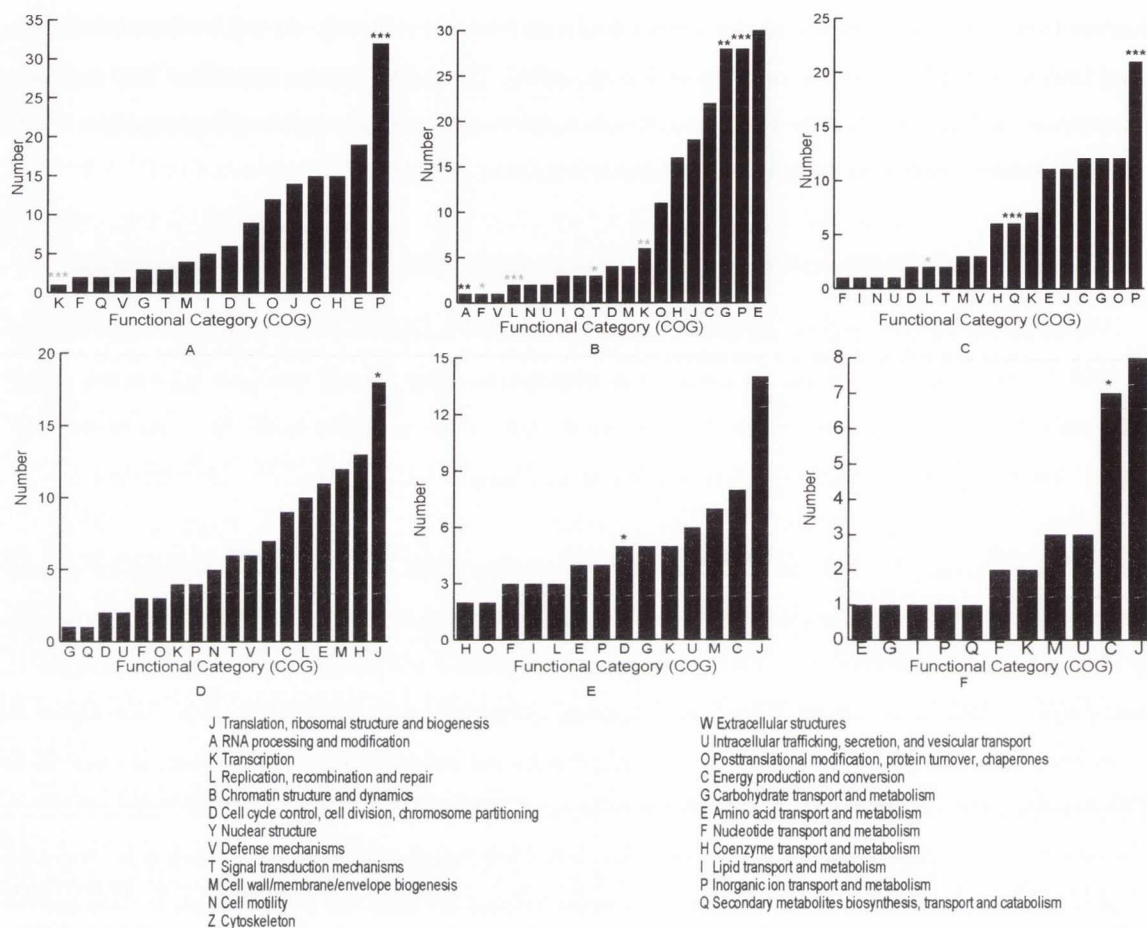 35
30
25
20
15
10
5
0
Number
***
***
K F Q V G T M I D L O J C H E P
Functional Category (COG)
A
30
20
10
0
Number
** * *** * ** ** ***
A F V L N U I Q T D M K O H J C G P E
Functional Category (COG)
B
25
20
15
10
5
0
Number
* *** ***
F I N U D L T M V H Q K E J C G O P
Functional Category (COG)
C
20
15
10
5
0
Number
*
G Q D U F O K P N T V I C L E M H J
Functional Category (COG)
D
15
12
9
6
3
0
Number
*
H O F I L E P D G K U M C J
Functional Category (COG)
E
8
7
6
5
4
3
2
1
0
Number
*
E G I P Q F K M U C J
Functional Category (COG)
F
J Translation, ribosomal structure and biogenesis
A RNA processing and modification
K Transcription
L Replication, recombination and repair
B Chromatin structure and dynamics
D Cell cycle control, cell division, chromosome partitioning
Y Nuclear structure
V Defense mechanisms
T Signal transduction mechanisms
M Cell wall/membrane/envelope biogenesis
N Cell motility
Z Cytoskeleton
W Extracellular structures
U Intracellular trafficking, secretion, and vesicular transport
O Posttranslational modification, protein turnover, chaperones
C Energy production and conversion
G Carbohydrate transport and metabolism
E Amino acid transport and metabolism
F Nucleotide transport and metabolism
H Coenzyme transport and metabolism
I Lipid transport and metabolism
P Inorganic ion transport and metabolism
Q Secondary metabolites biosynthesis, transport and catabolism